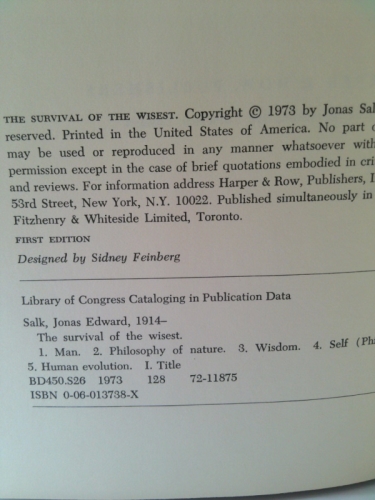 THE SURVIVAL OF THE WISEST. Copyright © 1973 by Jonas Salk
reserved. Printed in the United States of America. No part o
may be used or reproduced in any manner whatsoever with
permission except in the case of brief quotations embodied in cri
and reviews. For information address Harper & Row, Publishers, I
53rd Street, New York, N.Y. 10022. Published simultaneously in
Fitzhenry & Whiteside Limited, Toronto.
FIRST EDITION
Designed by Sidney Feinberg
Library of Congress Cataloging in Publication Data
Salk, Jonas Edward, 1914–
The survival of the wisest.
1. Man. 2. Philosophy of nature. 3. Wisdom. 4. Self (Ph
5. Human evolution. I. Title
BD450.S26 1973 128 72-11875
ISBN 0-06-013738-X